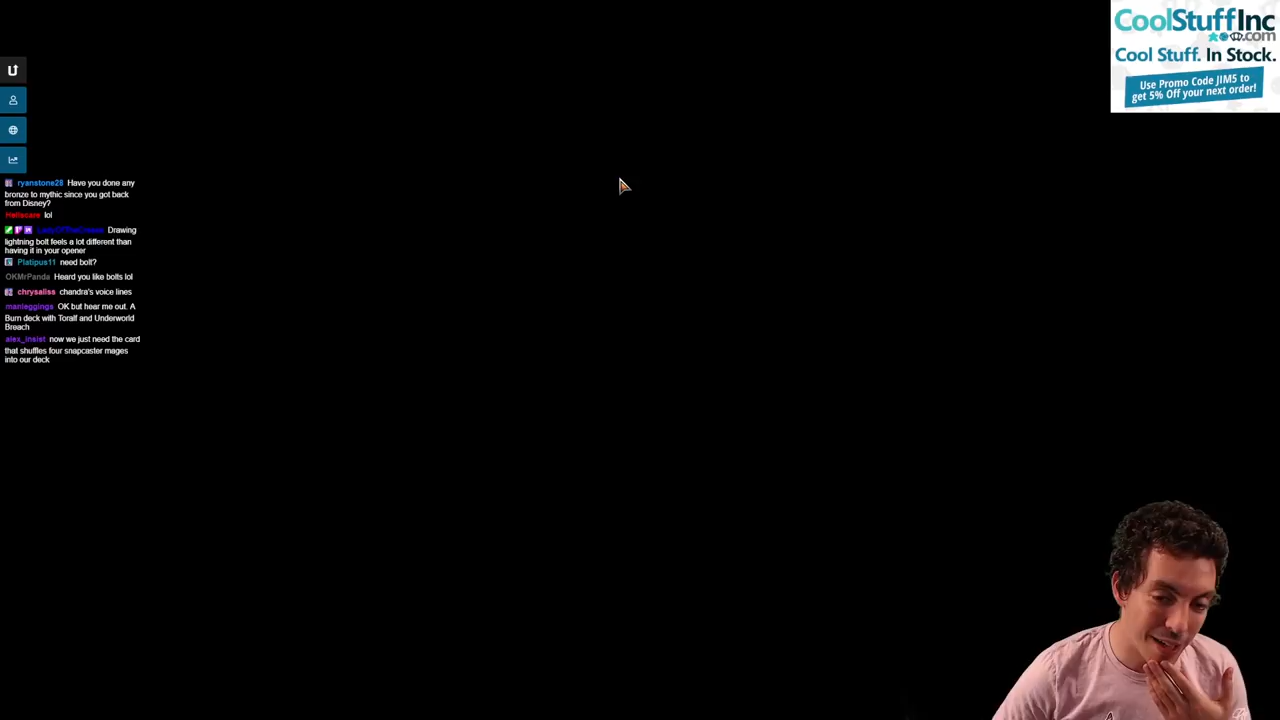 CoolStuffInc
.com
Cool Stuff. In Stock.
Use Promo Code JIM5 to
get 5% Off your next order!
ryanstone28 Have you done any
bronze to mythic since you got back
from Disney?
Hellscare lol
Drawing
lightning bolt feels a lot different than
having it in your opener
Platipus11 need bolt?
OKMrPanda Heard you like bolts lol
chrysaliss chandra's voice lines
manleggings OK but hear me out. A
Burn deck with Toralf and Underworld
Breach
alex_insist now we just need the card
that shuffles four snapcaster mages
into our deck